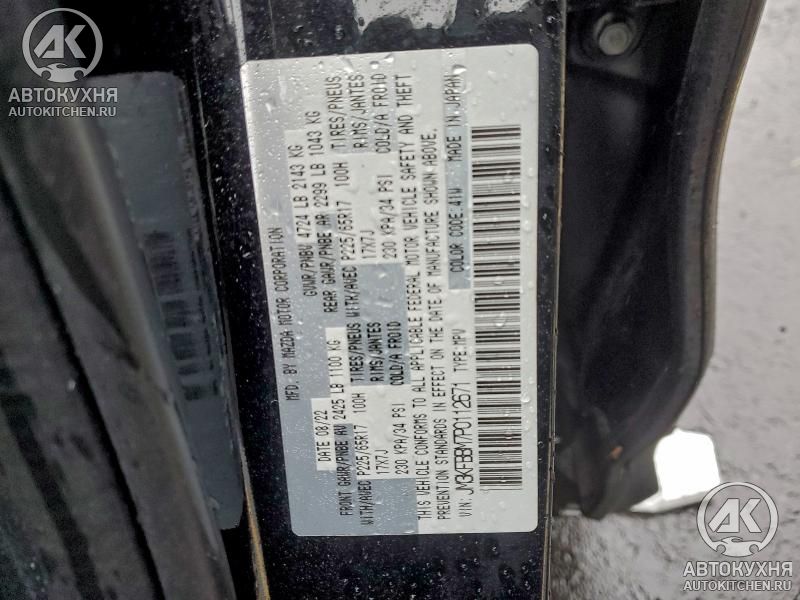 MFD. BY MAZDA MOTOR CORPORATION
DATE 08/22 GVWR/PNBV 4724 LB 2143 KG
FRONT GAWR/PNBE AV 2425 LB 1100 KG REAR GAWR/PNBE AR 2299 LB 1043 KG
WITH/AVEC P225/65R17 100H TIRES/PNEUS WITH/AVEC P225/65R17 100H TIRES/PNEUS
17X7J RIMS/JANTES 17X7J RIMS/JANTES
230 KPA/34 PSI COLD/A FROID 230 KPA/34 PSI COLD/A FROID
THIS VEHICLE CONFORMS TO ALL APPLICABLE FEDERAL MOTOR VEHICLE SAFETY AND THEFT
PREVENTION STANDARDS IN EFFECT ON THE DATE OF MANUFACTURE SHOWN ABOVE.
VIN: JM3KFBBM7P0112671 TYPE:MPV COLOR CODE:41W MADE IN JAPAN
AK
АВТОКУХНЯ
AUTOKITCHEN.RU
AK
АВТОКУХНЯ
AUTOKITCHEN.RU